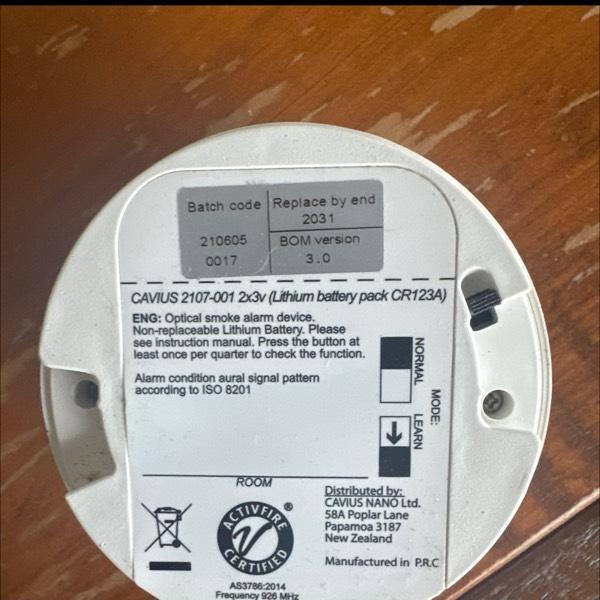 Batch code
210605
0017
Replace by end
2031
BOM version
3.0
CAVIUS 2107-001 2x3v (Lithium battery pack CR123A)
ENG: Optical smoke alarm device.
Non-replaceable Lithium Battery. Please
see instruction manual. Press the button at
least once per quarter to check the function.
Alarm condition aural signal pattern
according to ISO 8201
MODE:
NORMAL
LEARN
ROOM
ACTIVFIRE
®
CERTIFIED
AS3786:2014
Frequency 926 MHz
Distributed by:
CAVIUS NANO Ltd.
58A Poplar Lane
Papamoa 3187
New Zealand
Manufactured in P.R.C